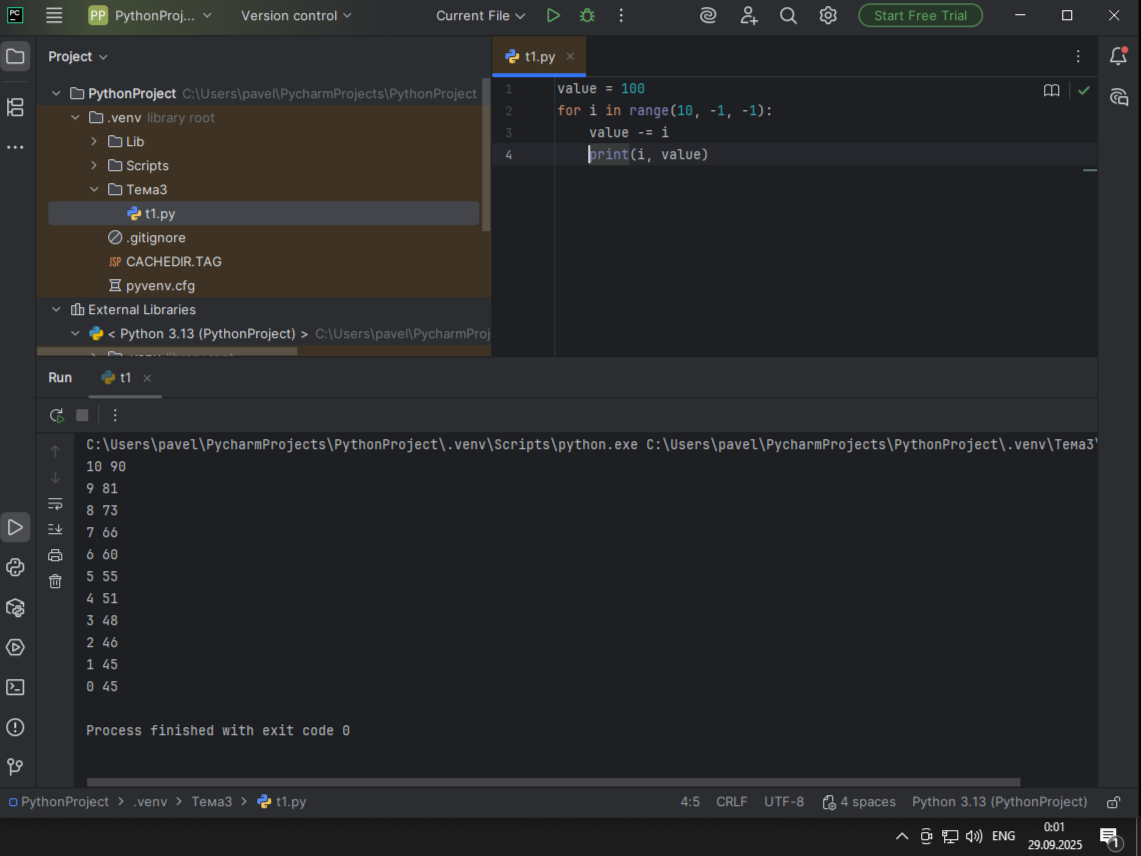 PC
PP PythonProj... Version control Current File Start Free Trial
Project
t1.py
PythonProject C:\Users\pavel\PycharmProjects\PythonProject
.venv library root
Lib
Scripts
Тема3
t1.py
.gitignore
JSP CACHEDIR.TAG
pyvenv.cfg
External Libraries
< Python 3.13 (PythonProject) > C:\Users\pavel\PycharmProj
.venv library root
1 value = 100
2 for i in range(10, -1, -1):
3     value -= i
4     print(i, value)
Run t1
C:\Users\pavel\PycharmProjects\PythonProject\.venv\Scripts\python.exe C:\Users\pavel\PycharmProjects\PythonProject\.venv\Тема3\
10 90
9 81
8 73
7 66
6 60
5 55
4 51
3 48
2 46
1 45
0 45
Process finished with exit code 0
PythonProject > .venv > Тема3 > t1.py 4:5 CRLF UTF-8 4 spaces Python 3.13 (PythonProject)
ENG
0:01
29.09.2025
1